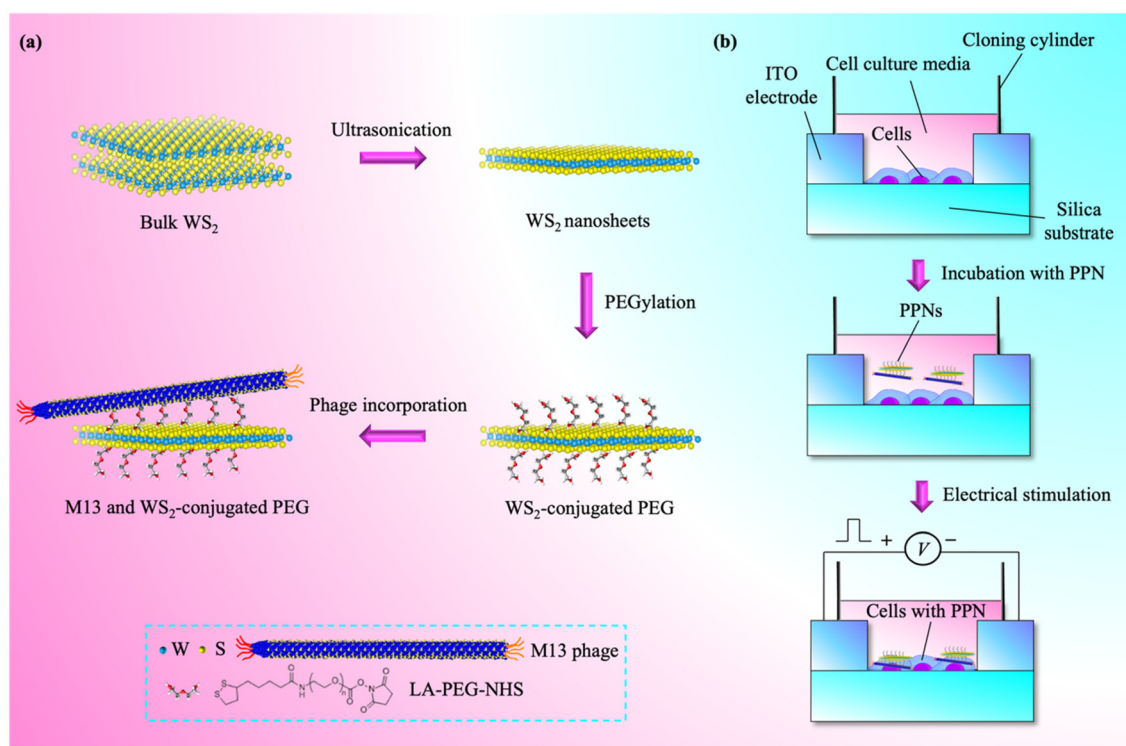 (a)
Ultrasonication
Bulk WS₂
WS₂ nanosheets
PEGylation
Phage incorporation
M13 and WS₂-conjugated PEG
WS₂-conjugated PEG
W S
M13 phage
S
S
O
N
H
O
n
O
O
O
N
O
O
LA-PEG-NHS
(b)
Cloning cylinder
Cell culture media
ITO
electrode
Cells
Silica
substrate
Incubation with PPN
PPNs
Electrical stimulation
+ V −
Cells with PPN